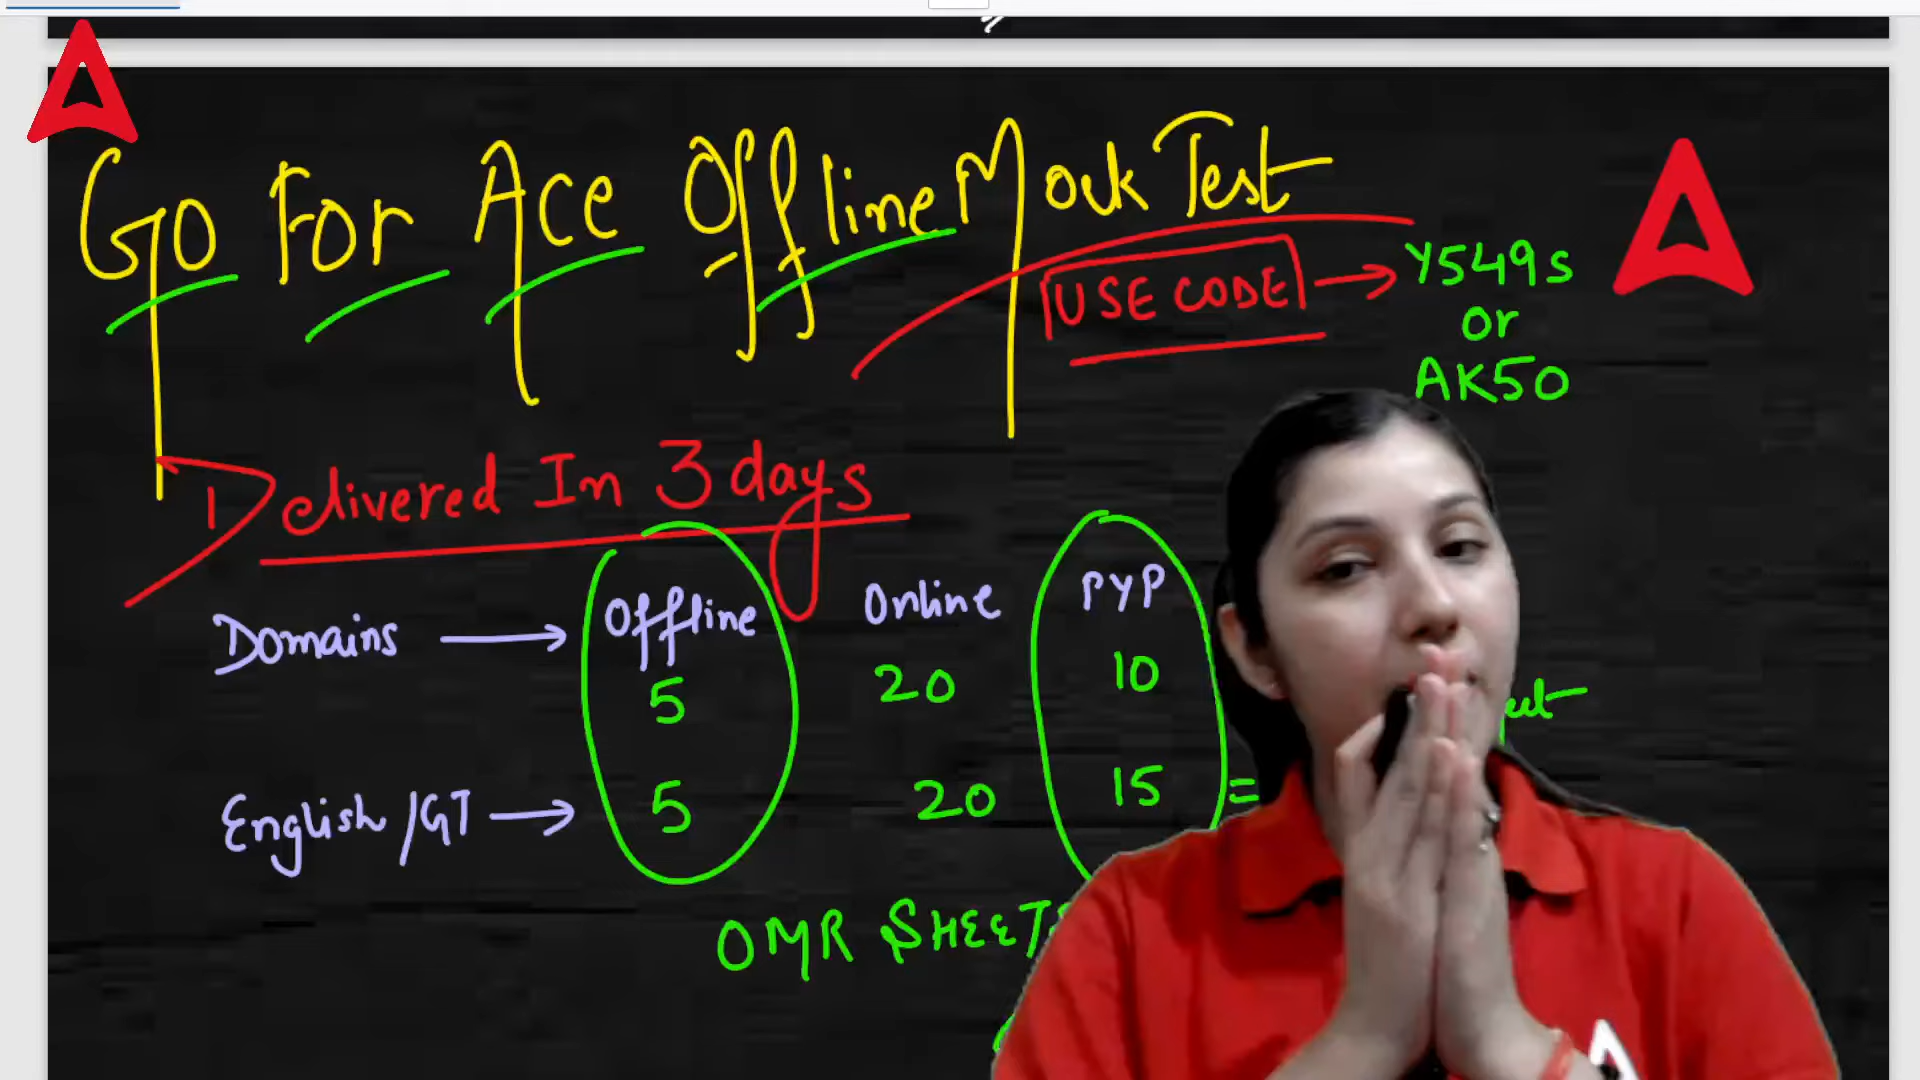 Go For Ace Offline Mock Test
USE CODE → Y549s
or
AK50
Delivered In 3 days
Domains → Offline Online PYP
5 20 10
English/GT → 5 20 15 =
OMR SHEETS